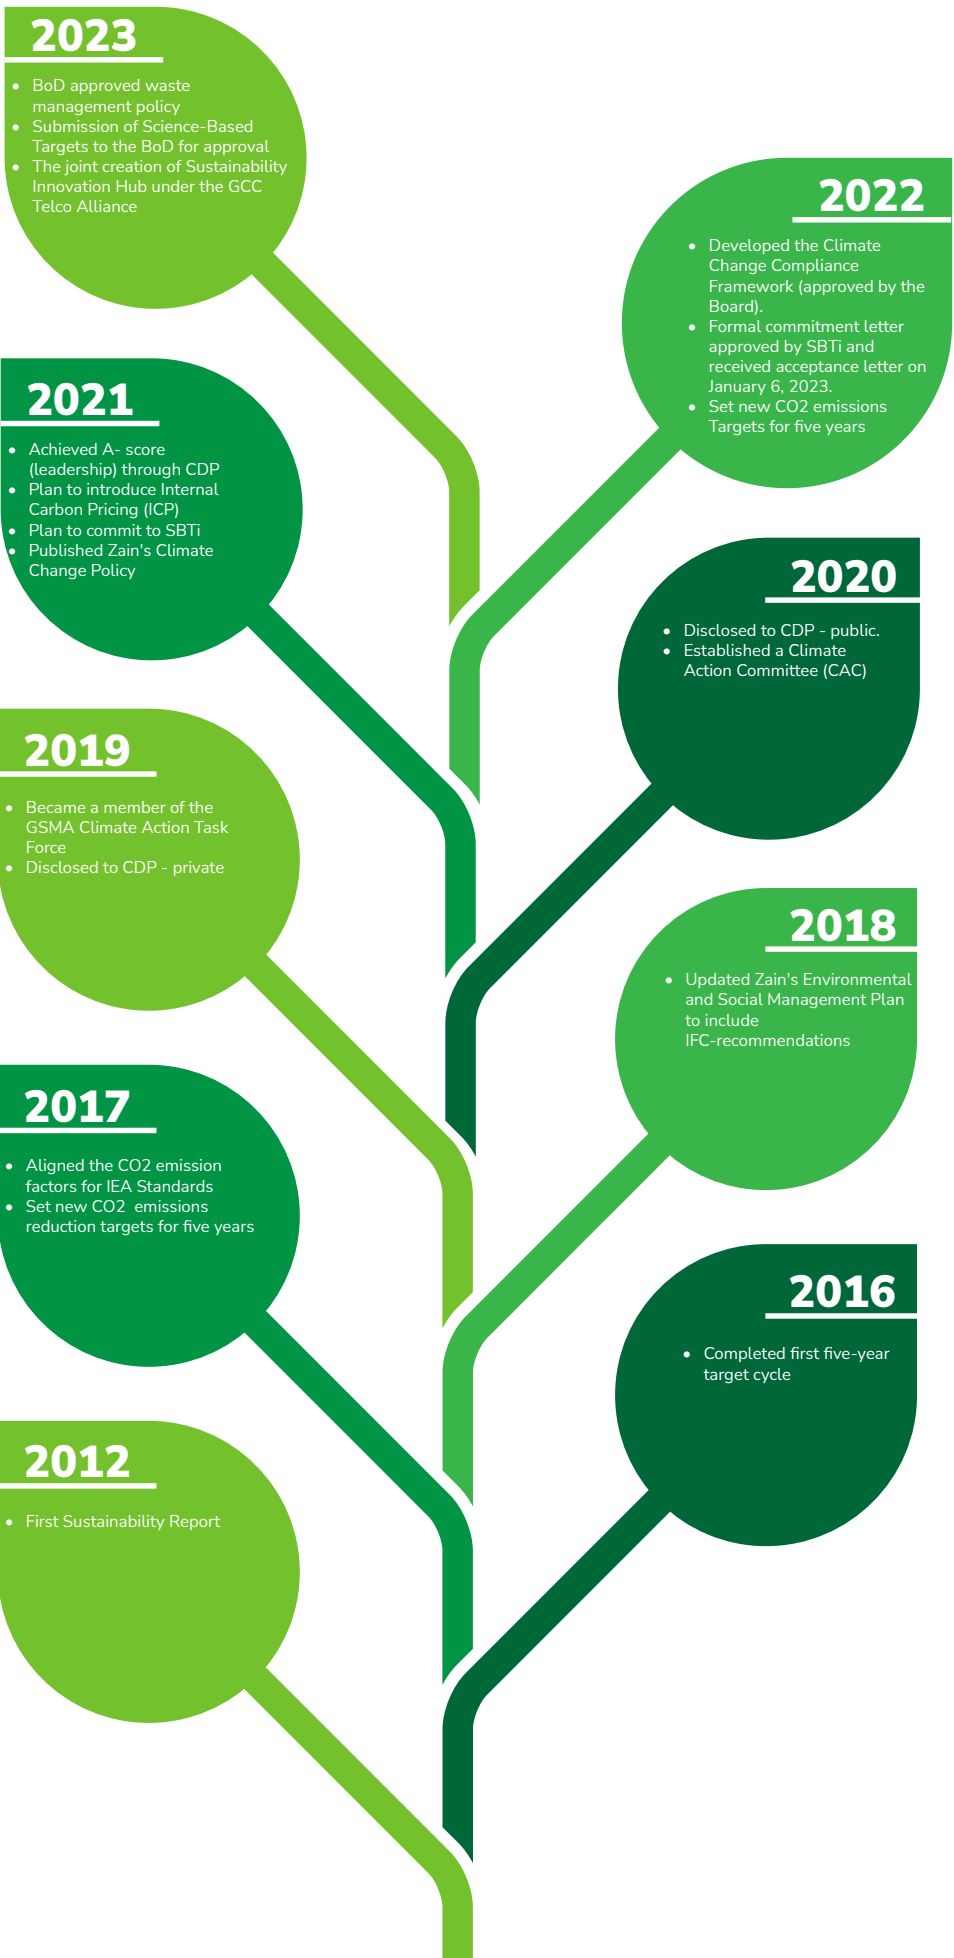 2023
• BoD approved waste
management policy
• Submission of Science-Based
Targets to the BoD for approval
• The joint creation of Sustainability
Innovation Hub under the GCC
Telco Alliance
2022
• Developed the Climate
Change Compliance
Framework (approved by the
Board).
• Formal commitment letter
approved by SBTi and
received acceptance letter on
January 6, 2023.
• Set new CO2 emissions
Targets for five years
2021
• Achieved A- score
(leadership) through CDP
• Plan to introduce Internal
Carbon Pricing (ICP)
• Plan to commit to SBTi
• Published Zain's Climate
Change Policy
2020
• Disclosed to CDP - public.
• Established a Climate
Action Committee (CAC)
2019
• Became a member of the
GSMA Climate Action Task
Force
• Disclosed to CDP - private
2018
• Updated Zain's Environmental
and Social Management Plan
to include
IFC-recommendations
2017
• Aligned the CO2 emission
factors for IEA Standards
• Set new CO2  emissions
reduction targets for five years
2016
• Completed first five-year
target cycle
2012
• First Sustainability Report